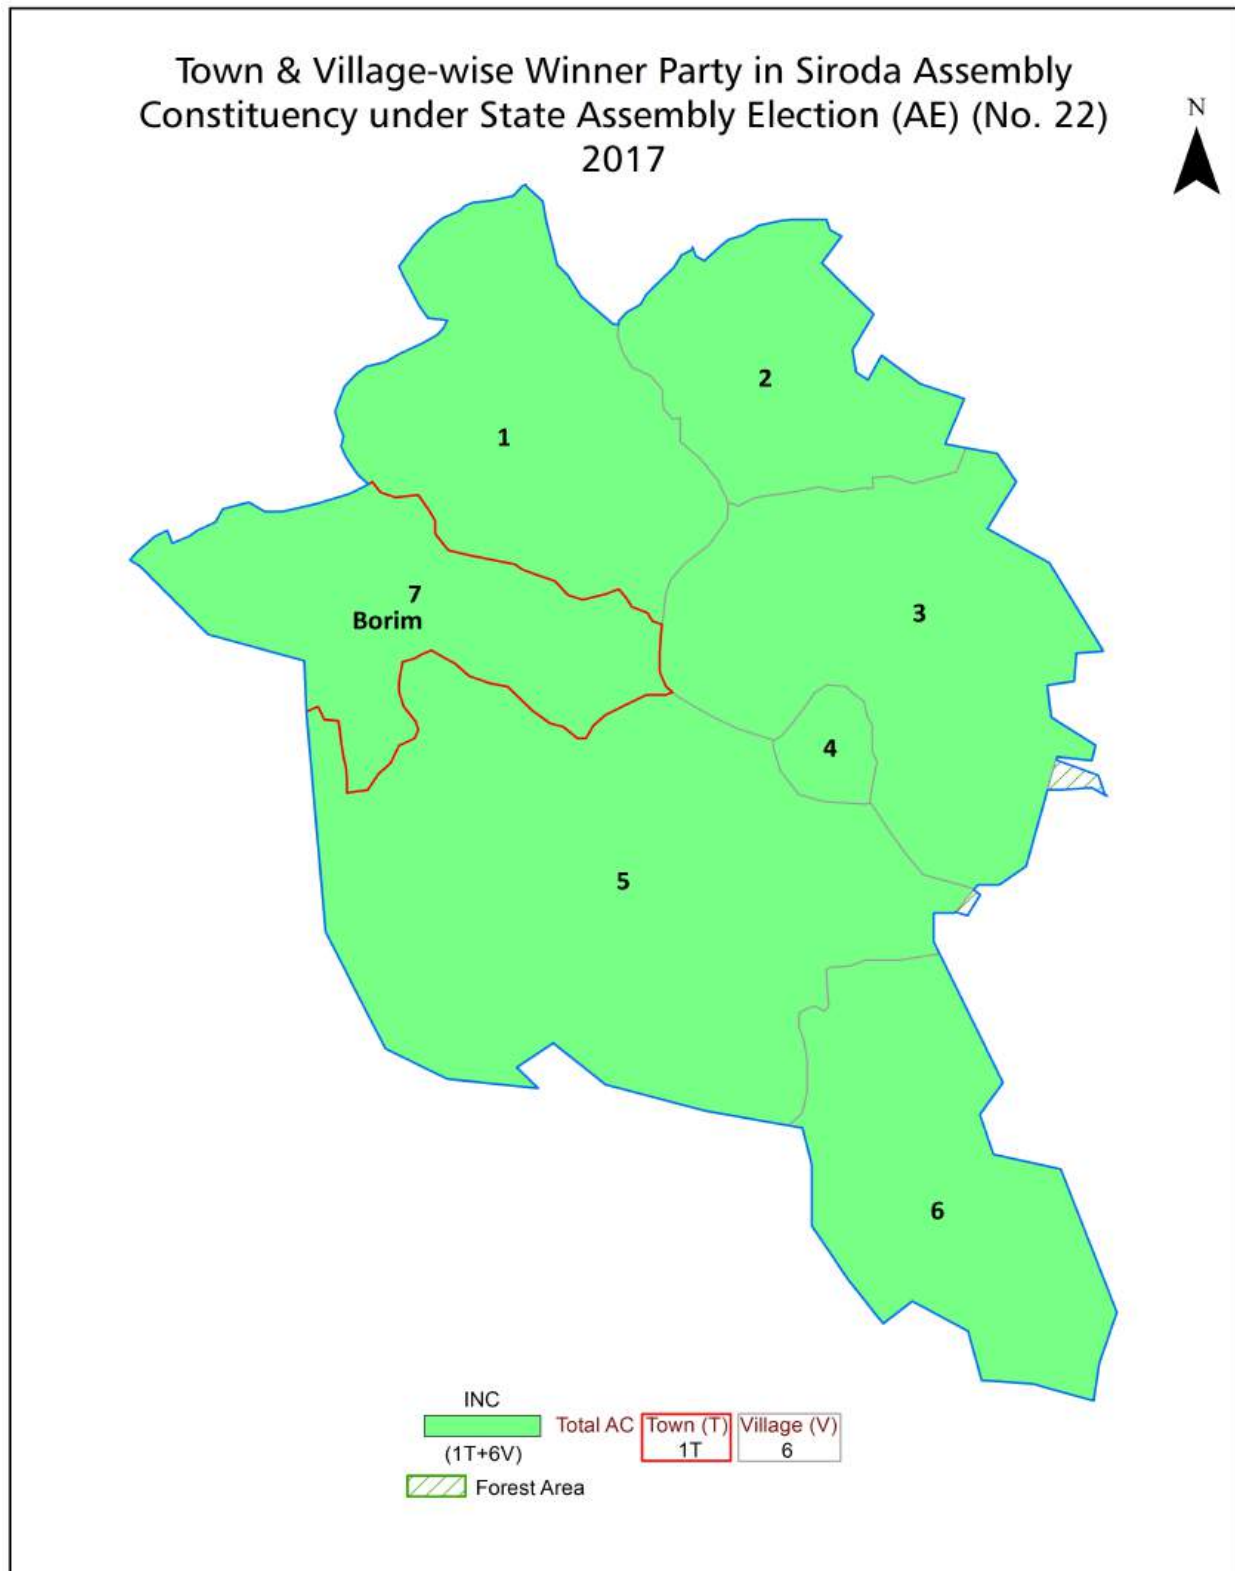 Town & Village-wise Winner Party in Siroda Assembly
Constituency under State Assembly Election (AE) (No. 22)
2017
N
2
1
7
Borim
3
4
5
6
INC
Total AC Town (T) Village (V)
(1T+6V) 1T 6
Forest Area